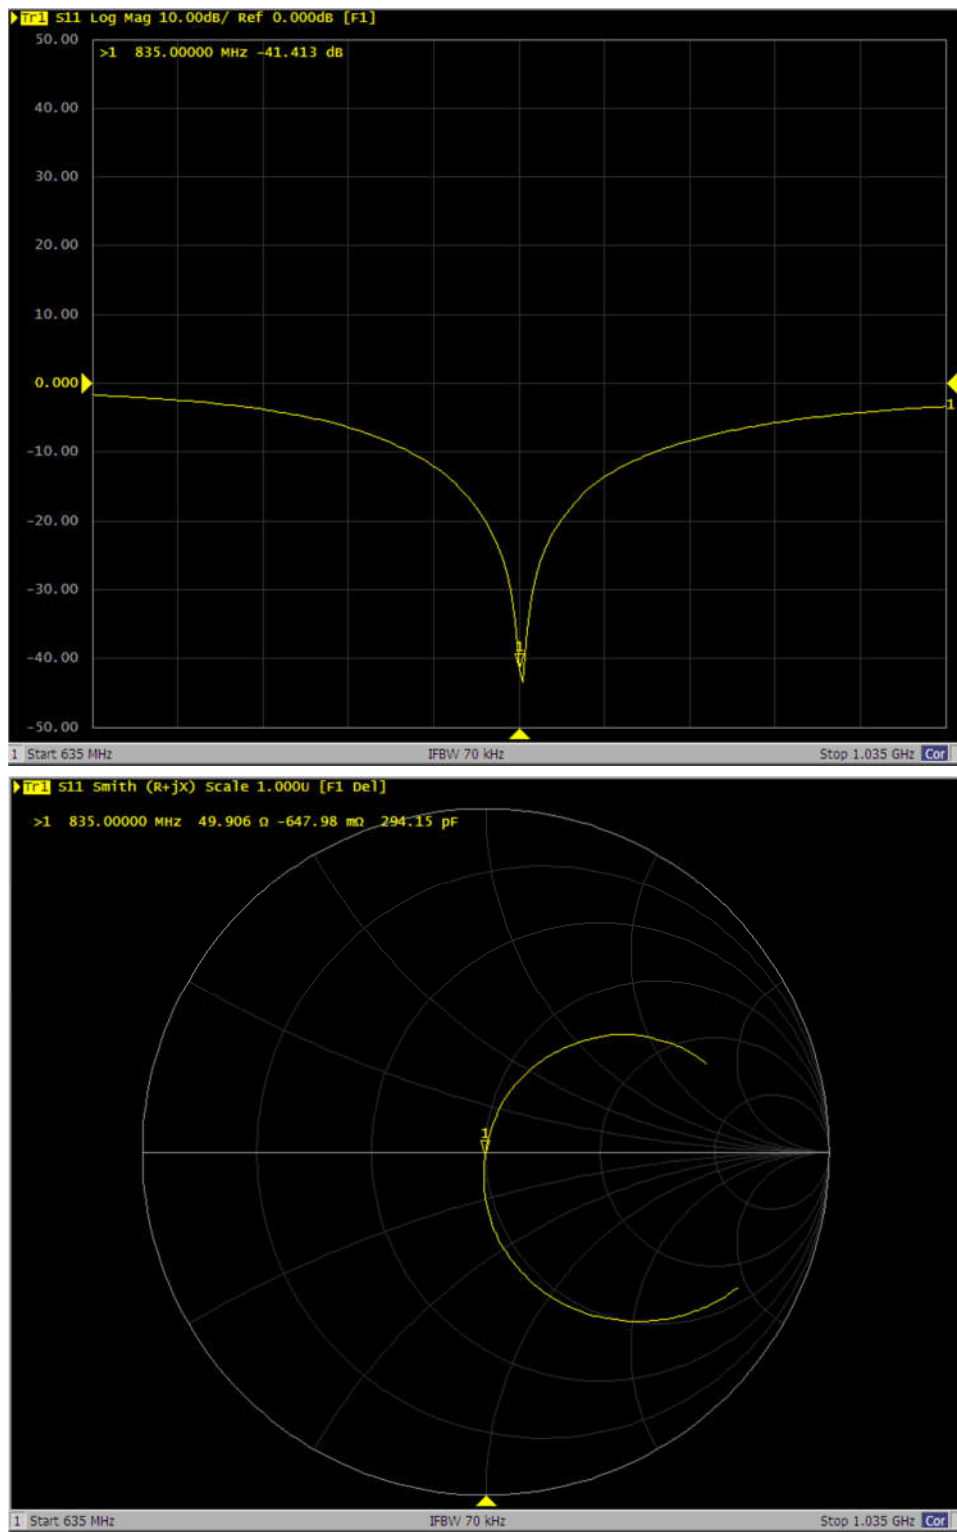 Tr1 S11 Log Mag 10.00dB/ Ref 0.000dB [F1]
50.00
>1 835.00000 MHz -41.413 dB
40.00
30.00
20.00
10.00
0.000
1
-10.00
-20.00
-30.00
-40.00
-50.00
1 Start 635 MHz IFBW 70 kHz Stop 1.035 GHz Cor
Tr1 S11 Smith (R+jX) Scale 1.000U [F1 Del]
>1 835.00000 MHz 49.906 Ω -647.98 mΩ 294.15 pF
1
1 Start 635 MHz IFBW 70 kHz Stop 1.035 GHz Cor